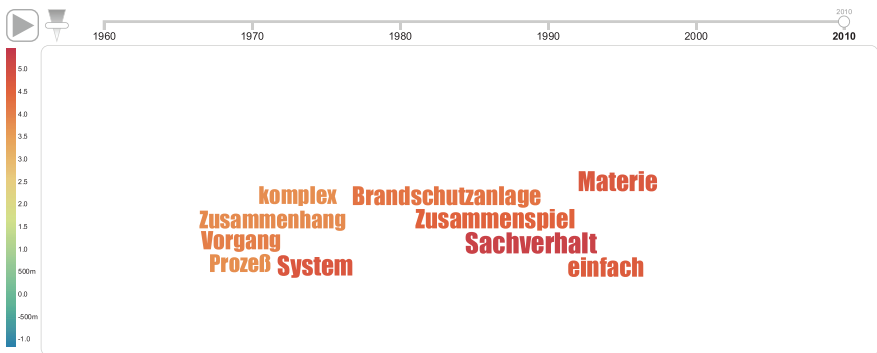 2010
1960 1970 1980 1990 2000 2010
5.0
4.5
4.0
3.5
3.0
2.5
2.0
1.5
1.0
500m
0.0
-500m
-1.0
Materie
komplex Brandschutzanlage
Zusammenhang Zusammenspiel
Vorgang Sachverhalt
Prozeß System einfach